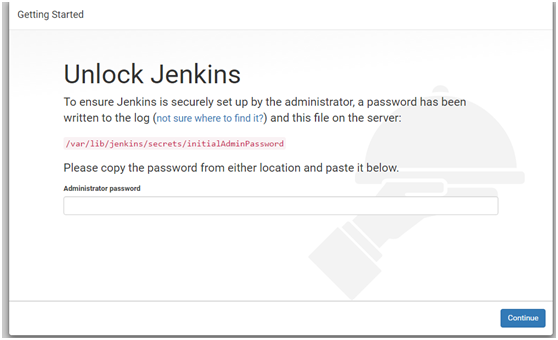 Getting Started
Unlock Jenkins
To ensure Jenkins is securely set up by the administrator, a password has been
written to the log (not sure where to find it?) and this file on the server:
/var/lib/jenkins/secrets/initialAdminPassword
Please copy the password from either location and paste it below.
Administrator password
Continue